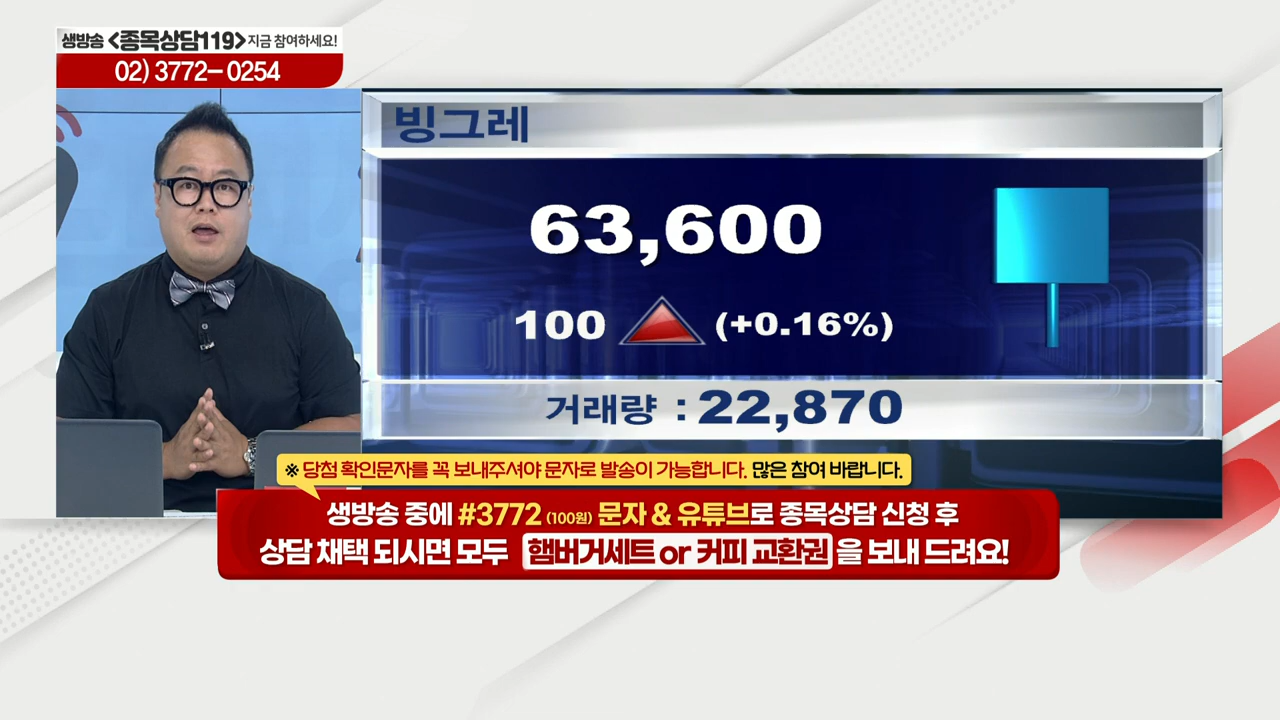 생방송 <종목상담119> 지금 참여하세요!
02) 3772-0254
빙그레
63,600
100 ▲ (+0.16%)
거래량 : 22,870
※ 당첨 확인문자를 꼭 보내주셔야 문자로 발송이 가능합니다. 많은 참여 바랍니다.
생방송 중에 #3772 (100원) 문자 & 유튜브로 종목상담 신청 후
상담 채택 되시면 모두 햄버거세트 or 커피 교환권 을 보내 드려요!